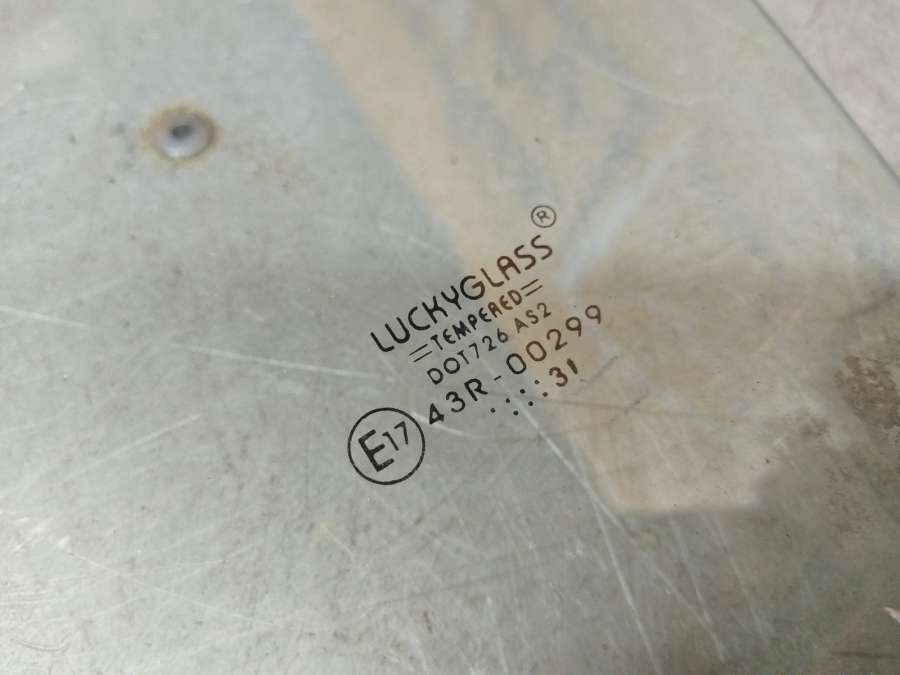 LUCKYGLASS ®
=TEMPERED=
DOT726 AS2
E17 43R-00299
.:::31